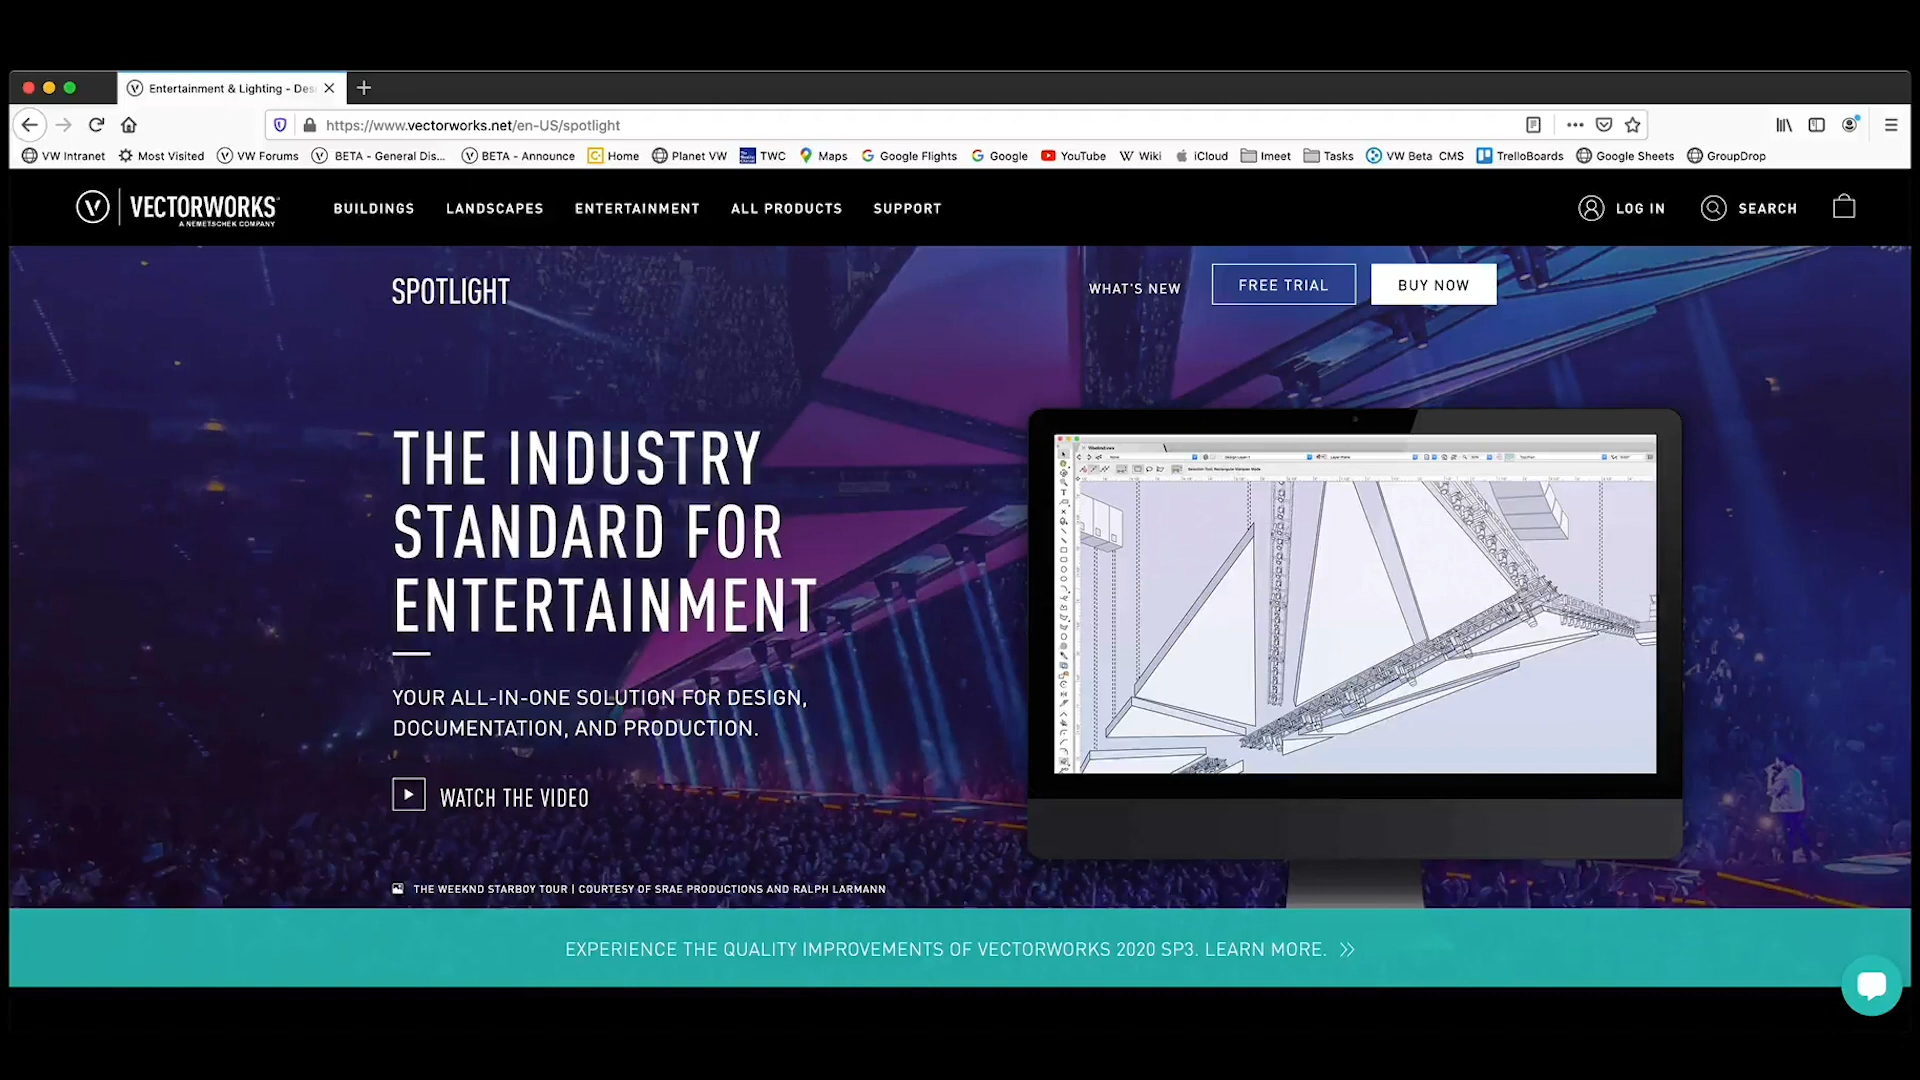 Entertainment & Lighting - Des
https://www.vectorworks.net/en-US/spotlight
VW Intranet Most Visited VW Forums BETA - General Dis... BETA - Announce Home Planet VW TWC Maps Google Flights Google YouTube Wiki iCloud Imeet Tasks VW Beta CMS TrelloBoards Google Sheets GroupDrop
VECTORWORKS
A NEMETSCHEK COMPANY
BUILDINGS LANDSCAPES ENTERTAINMENT ALL PRODUCTS SUPPORT LOG IN SEARCH
SPOTLIGHT
WHAT'S NEW FREE TRIAL BUY NOW
THE INDUSTRY
STANDARD FOR
ENTERTAINMENT
YOUR ALL-IN-ONE SOLUTION FOR DESIGN,
DOCUMENTATION, AND PRODUCTION.
WATCH THE VIDEO
THE WEEKND STARBOY TOUR | COURTESY OF SRAE PRODUCTIONS AND RALPH LARMANN
EXPERIENCE THE QUALITY IMPROVEMENTS OF VECTORWORKS 2020 SP3. LEARN MORE.